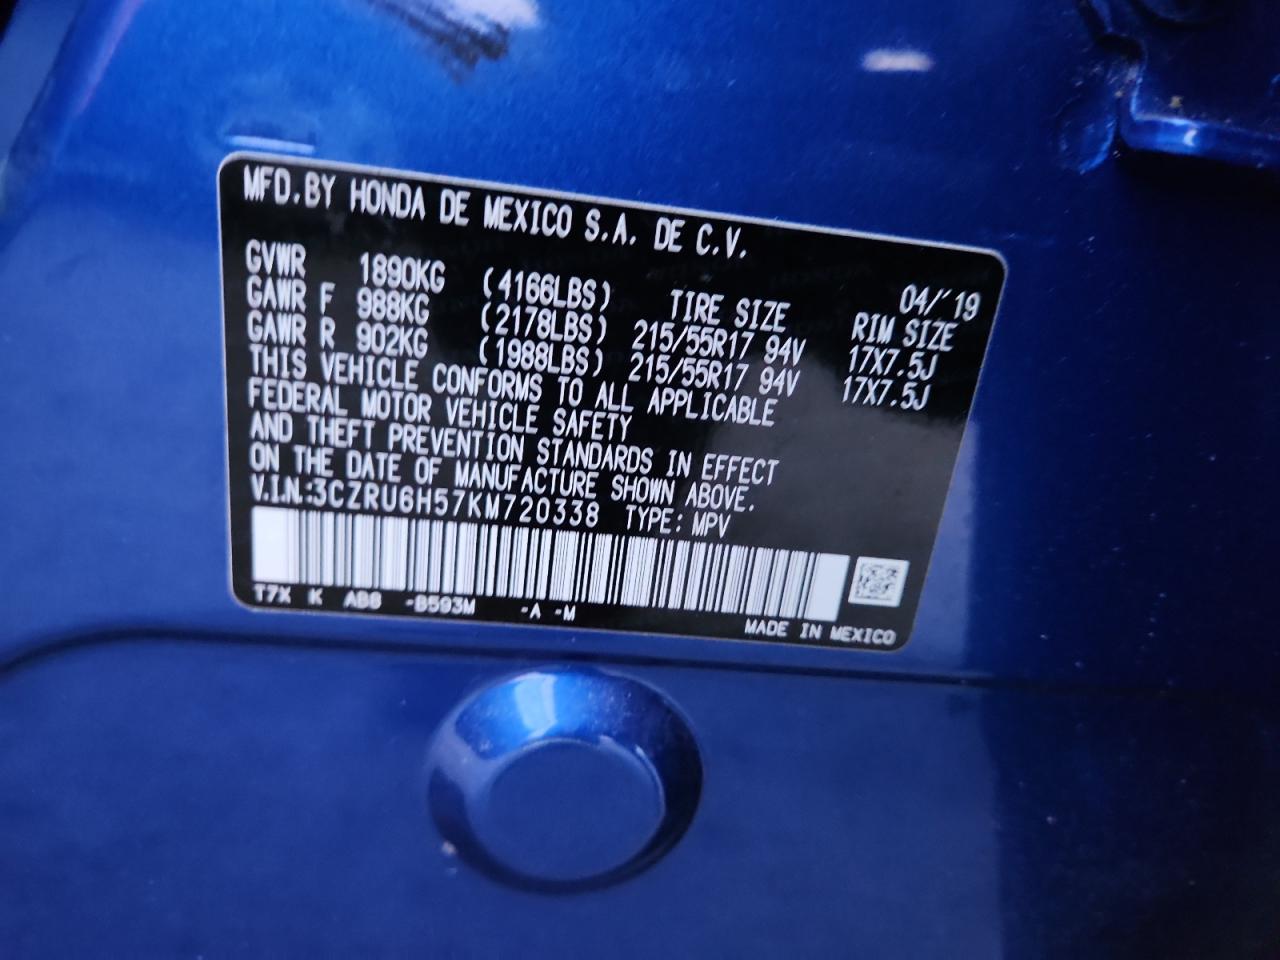 MFD.BY HONDA DE MEXICO S.A. DE C.V.
04/'19
GVWR 1890KG (4166LBS) TIRE SIZE RIM SIZE
GAWR F 988KG (2178LBS) 215/55R17 94V 17X7.5J
GAWR R 902KG (1988LBS) 215/55R17 94V 17X7.5J
THIS VEHICLE CONFORMS TO ALL APPLICABLE
FEDERAL MOTOR VEHICLE SAFETY
AND THEFT PREVENTION STANDARDS IN EFFECT
ON THE DATE OF MANUFACTURE SHOWN ABOVE.
V.I.N.:3CZRU6H57KM720338 TYPE: MPV
T7X K AB8 -B593M -A -M
MADE IN MEXICO